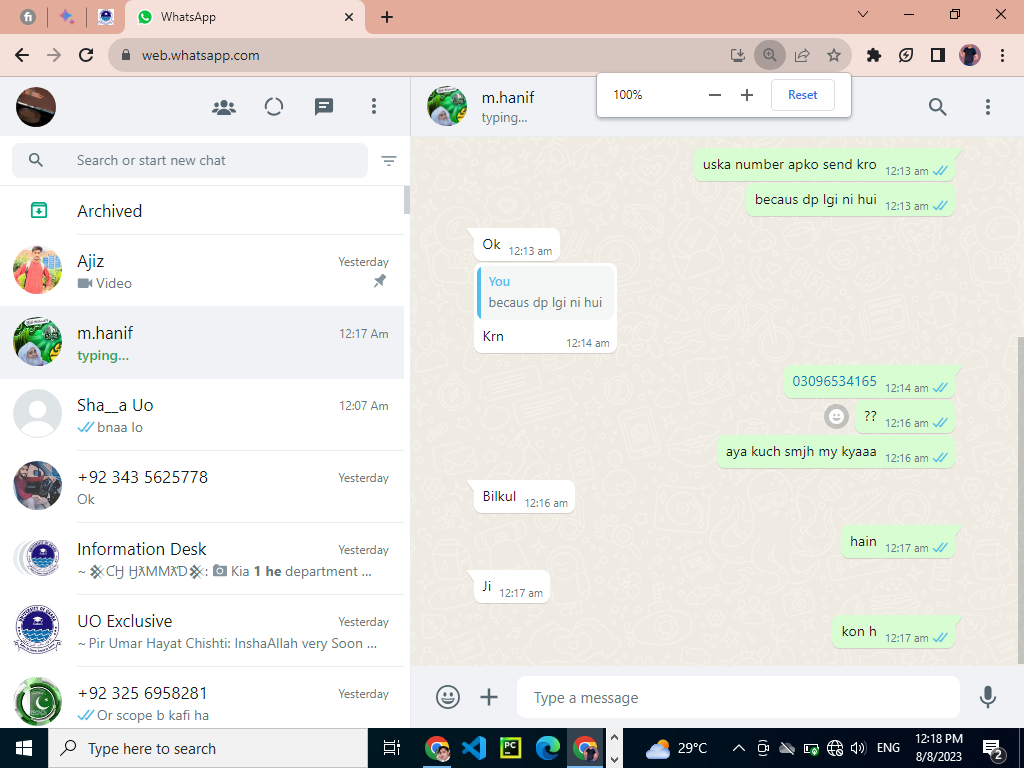 WhatsApp
web.whatsapp.com
100%
Reset
m.hanif
typing...
Search or start new chat
Archived
Ajiz
Yesterday
Video
m.hanif
12:17 Am
typing...
Sha__a Uo
12:07 Am
bnaa lo
+92 343 5625778
Yesterday
Ok
Information Desk
Yesterday
Kia 1 he department ...
UO Exclusive
Yesterday
~ Pir Umar Hayat Chishti: InshaAllah very Soon ...
+92 325 6958281
Yesterday
Or scope b kafi ha
uska number apko send kro 12:13 am
becaus dp lgi ni hui 12:13 am
Ok 12:13 am
You
becaus dp lgi ni hui
Krn 12:14 am
03096534165 12:14 am
?? 12:16 am
aya kuch smjh my kyaaa 12:16 am
Bilkul 12:16 am
hain 12:17 am
Ji 12:17 am
kon h 12:17 am
Type a message
Type here to search
PC
29°C
ENG
12:18 PM
8/8/2023
2